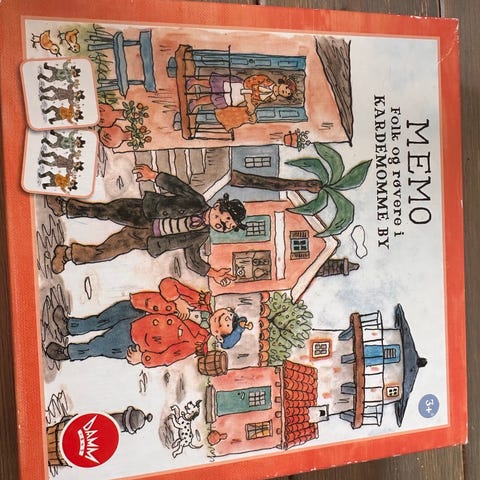 MEMO
Folk og røvere i
KARDEMOMME BY
3+
DAMM